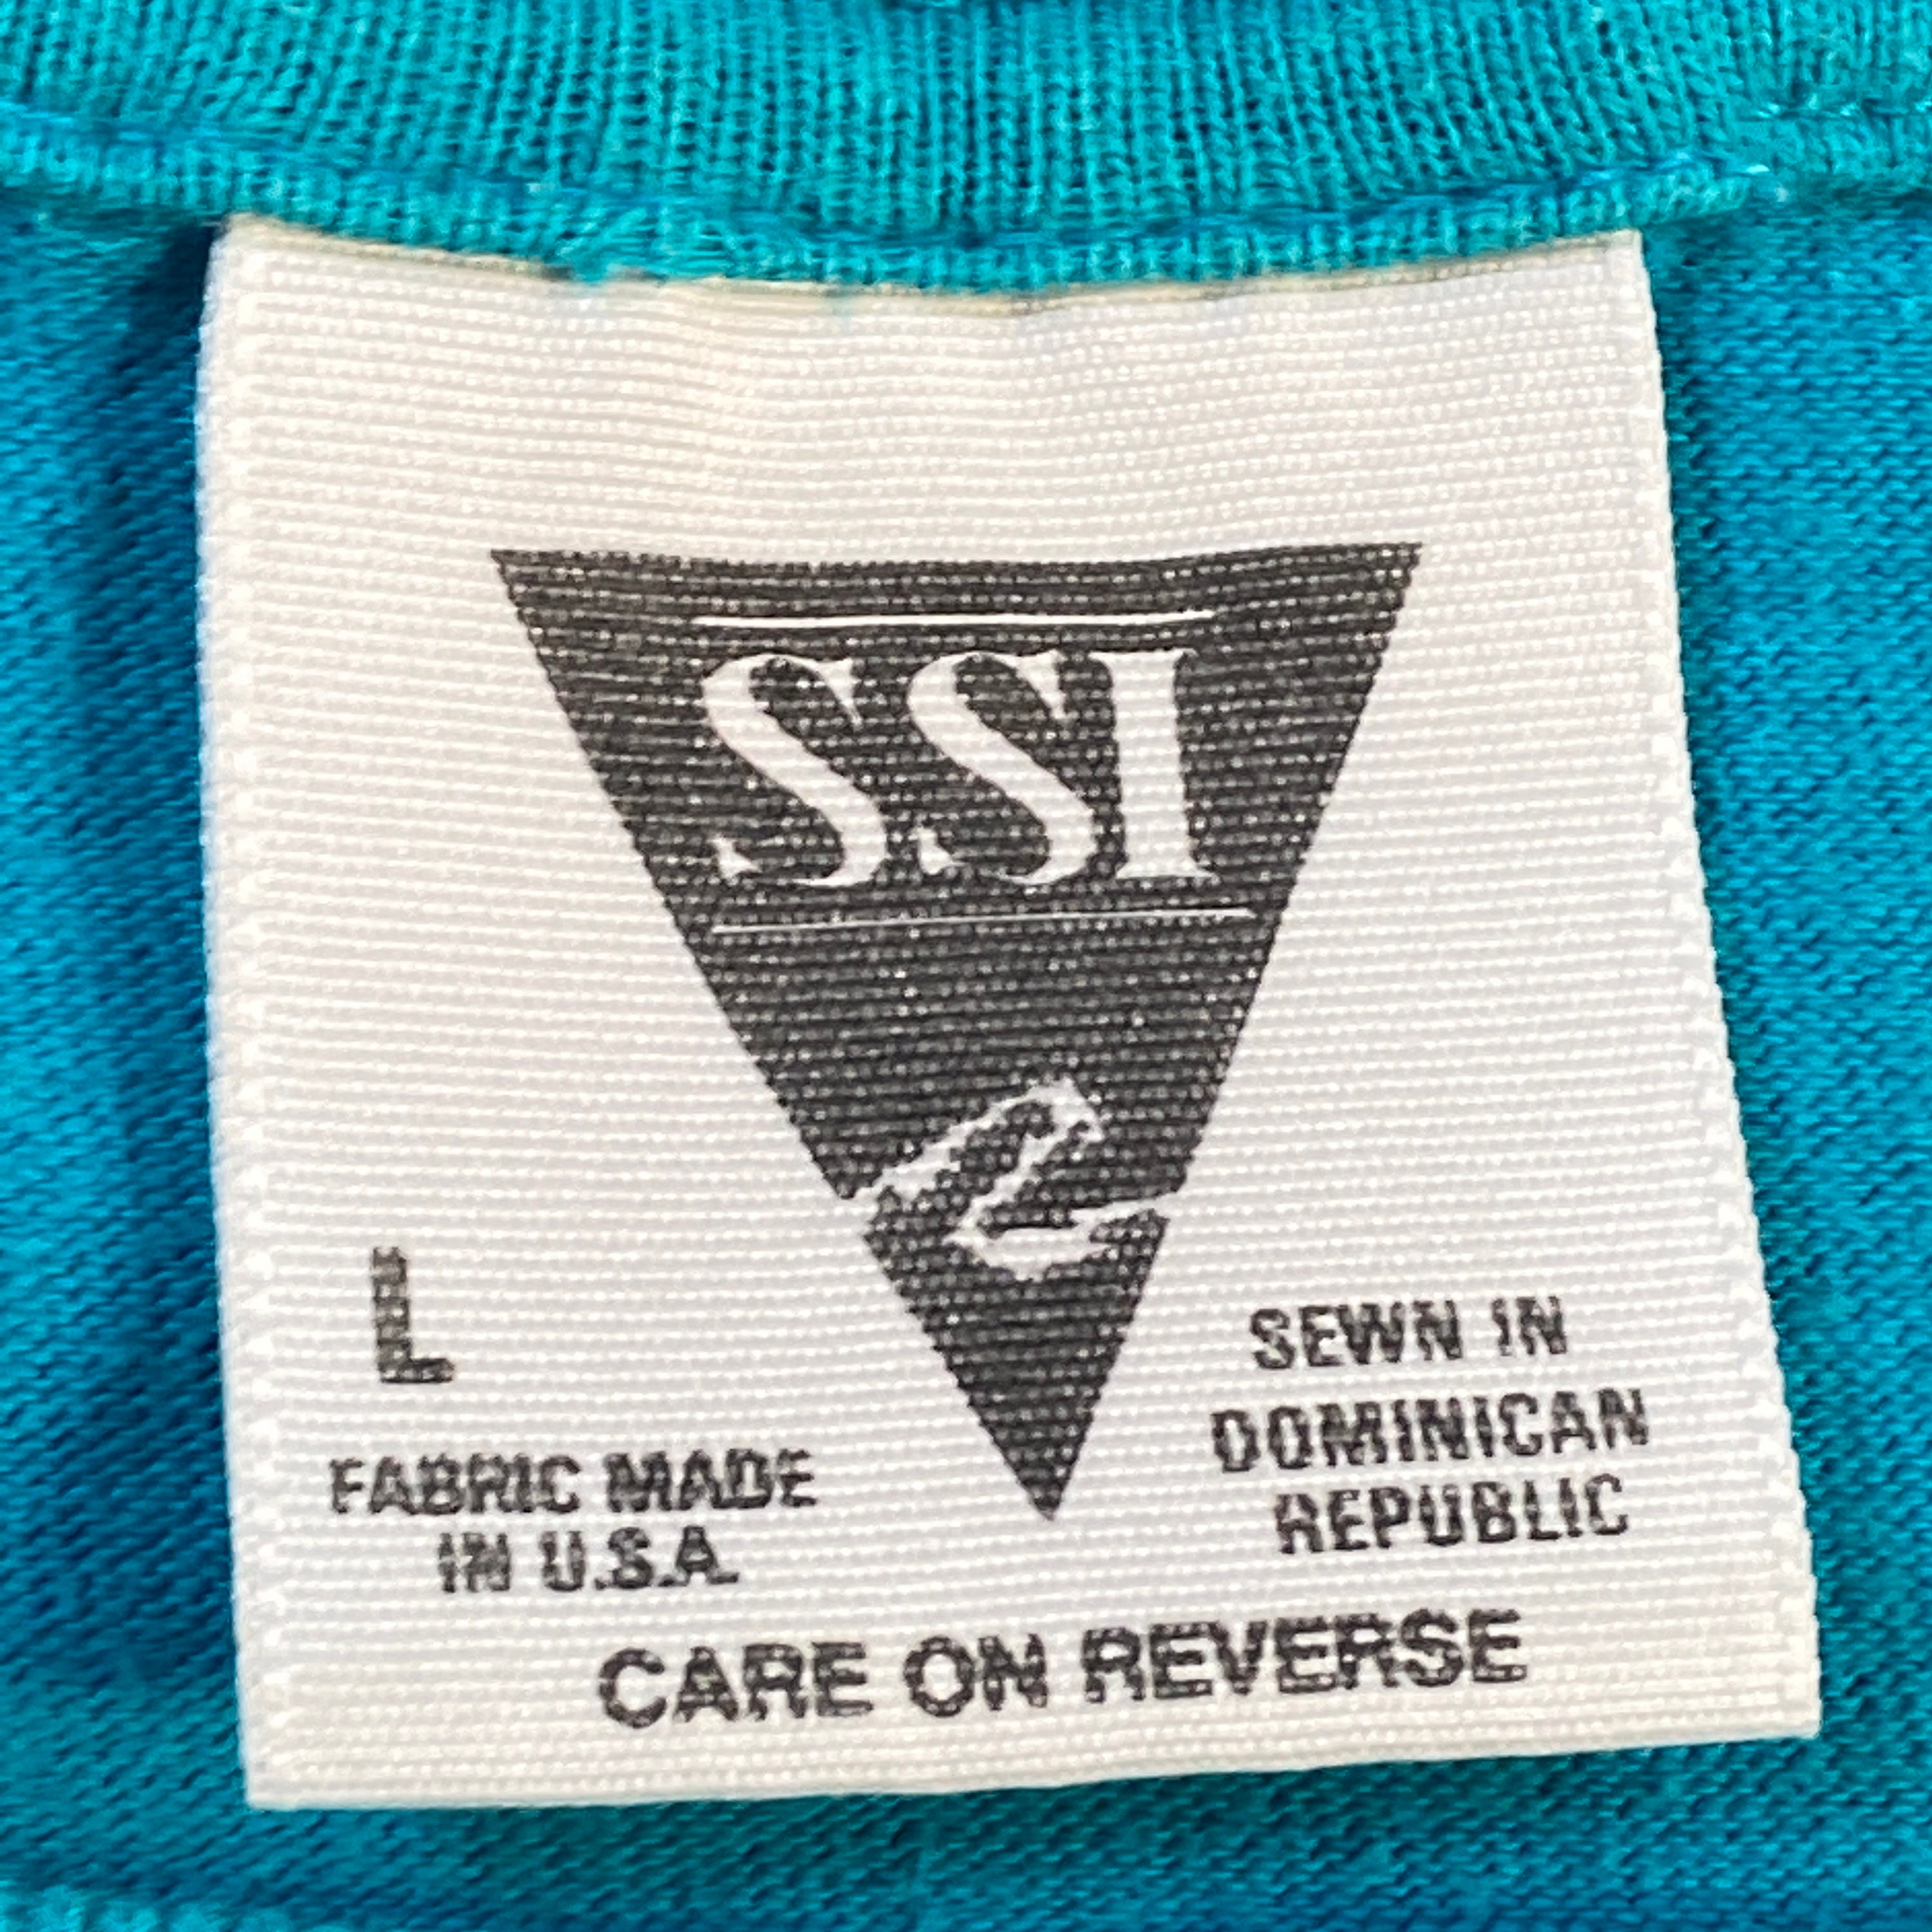 SSI
L
FABRIC MADE
IN U.S.A.
SEWN IN
DOMINICAN
REPUBLIC
CARE ON REVERSE